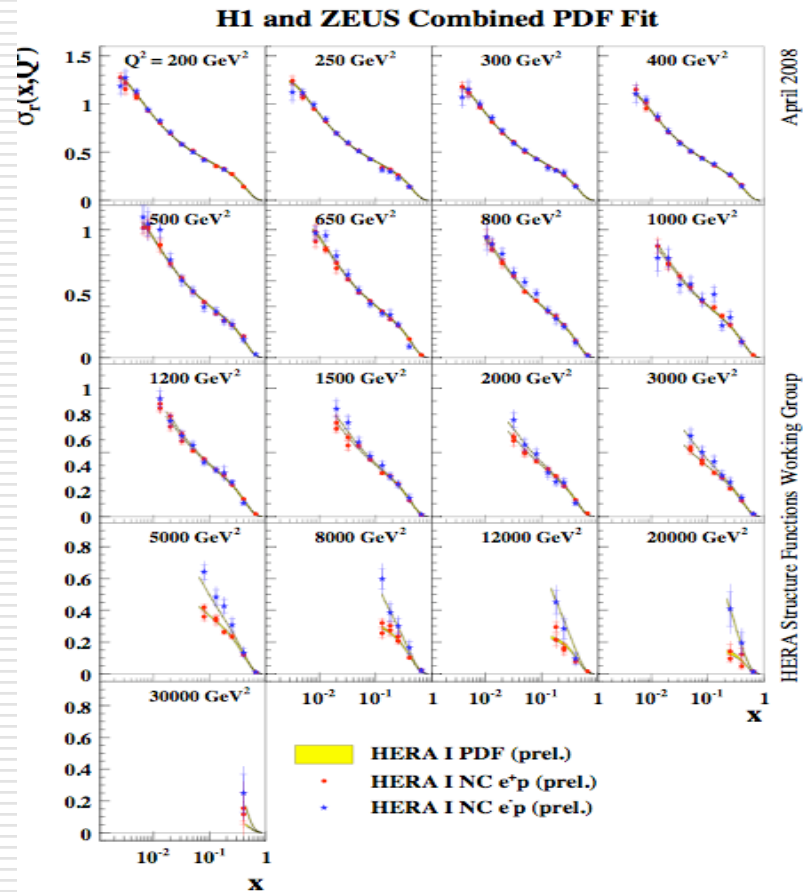 H1 and ZEUS Combined PDF Fit
σr(x,Q²)
April 2008
HERA Structure Functions Working Group
Q² = 200 GeV²
250 GeV²
300 GeV²
400 GeV²
1.5
1
0.5
0
500 GeV²
650 GeV²
800 GeV²
1000 GeV²
1
0.5
0
1200 GeV²
1500 GeV²
2000 GeV²
3000 GeV²
1
0.8
0.6
0.4
0.2
0
5000 GeV²
8000 GeV²
12000 GeV²
20000 GeV²
0.8
0.6
0.4
0.2
0
30000 GeV²
10⁻² 10⁻¹ 1
10⁻² 10⁻¹ 1
10⁻² 10⁻¹ 1
x
0.8
0.6
0.4
0.2
0
HERA I PDF (prel.)
HERA I NC e⁺p (prel.)
HERA I NC e⁻p (prel.)
10⁻² 10⁻¹ 1
x